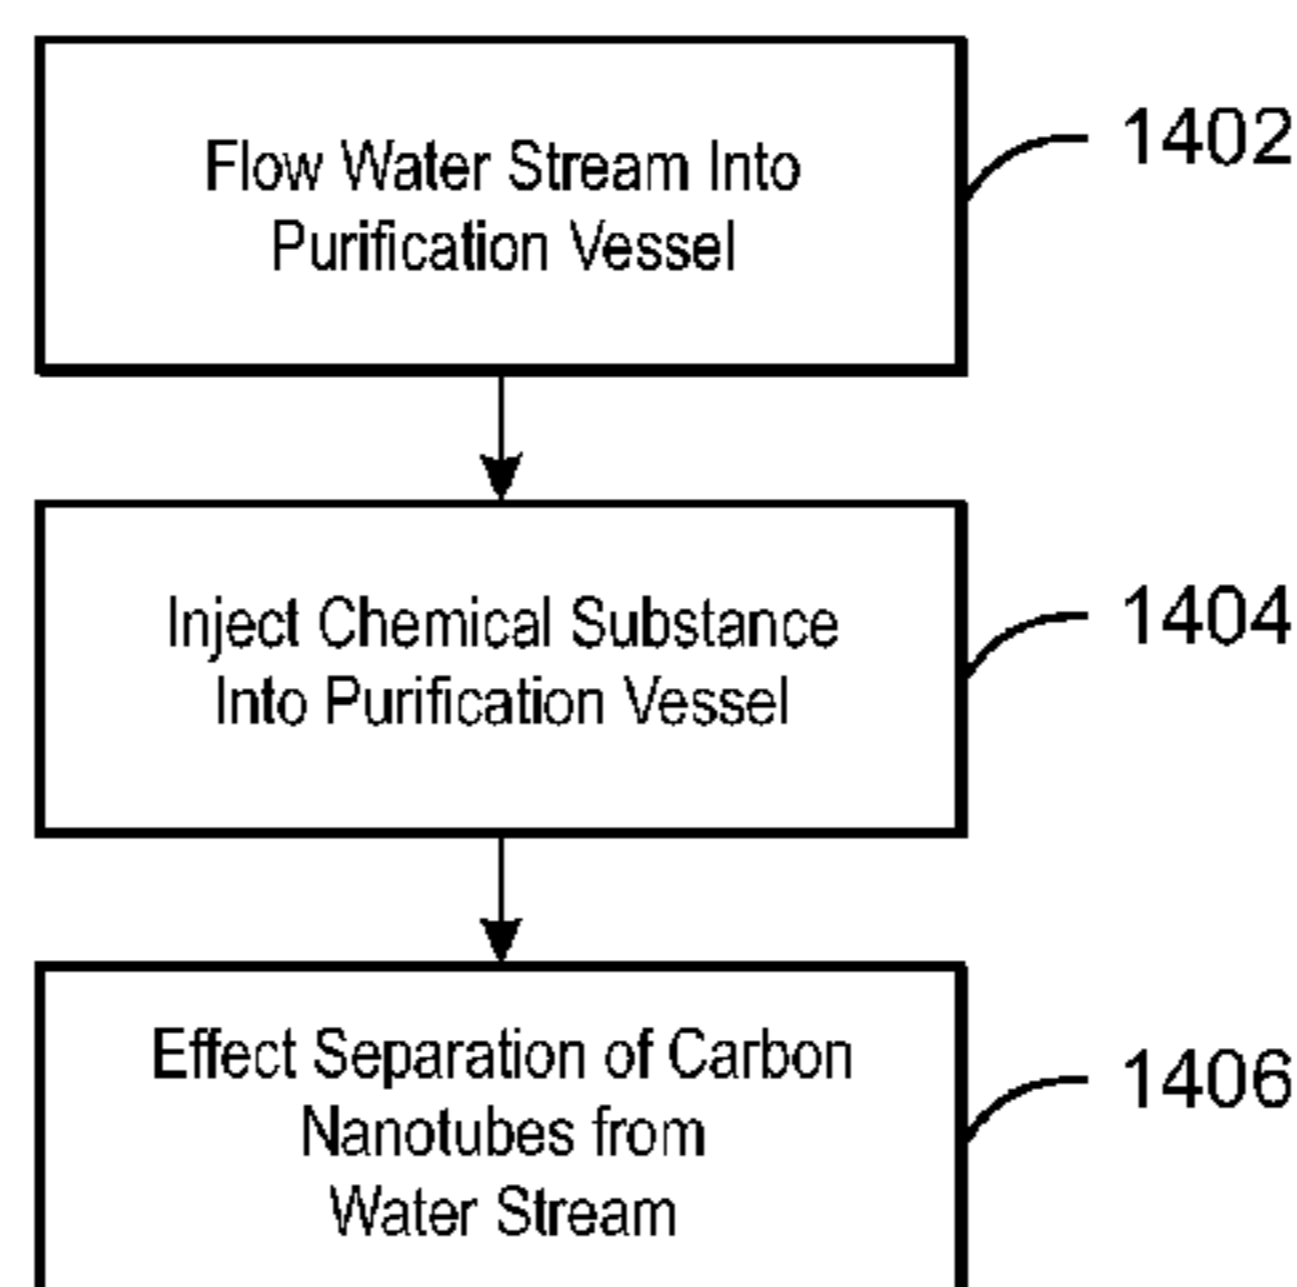 Flow Water Stream Into
Purification Vessel
1402
Inject Chemical Substance
Into Purification Vessel
1404
Effect Separation of Carbon
Nanotubes from
Water Stream
1406